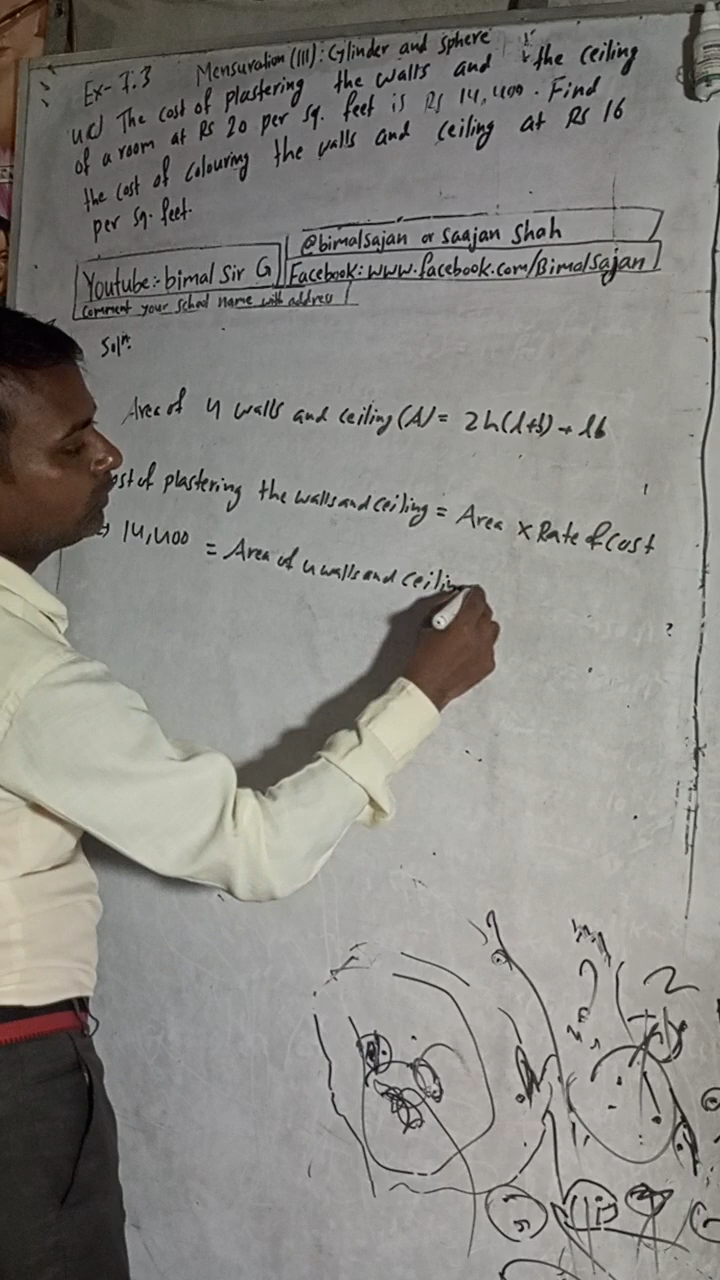 Ex- 7.3 Mensuration (III): Cylinder and sphere
4c) The cost of plastering the walls and the ceiling
of a room at Rs 20 per sq. feet is Rs 14,400. Find
the cost of colouring the walls and ceiling at Rs 16
per sq. feet.
@bimalsajan or Saajan Shah
Youtube:- bimal Sir G
Facebook: www.facebook.com/Bimalsajan
Comment your school name with address
Solⁿ:
Area of 4 walls and ceiling (A) = 2h(l+b) + lb
ost of plastering the walls and ceiling = Area × Rate of cost
⇒ 14,400 = Area of 4 walls and ceilin